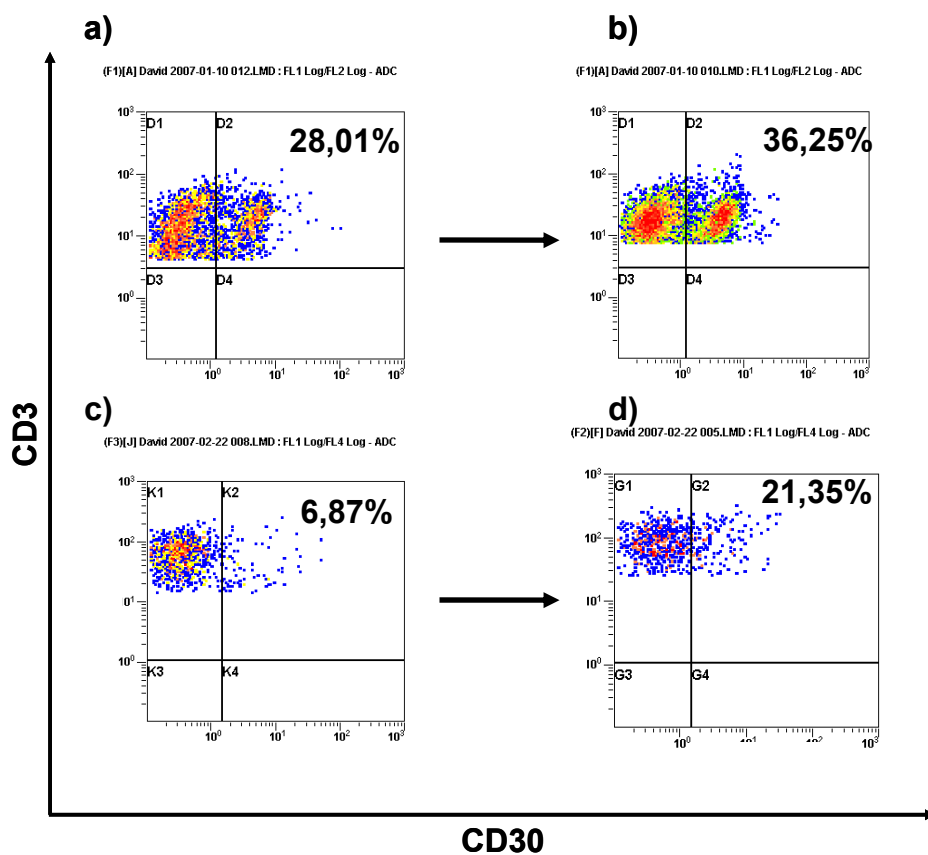 a)
b)
(F1)[A] David 2007-01-10 012.LMD : FL1 Log/FL2 Log - ADC
(F1)[A] David 2007-01-10 010.LMD : FL1 Log/FL2 Log - ADC
10³
D1
D2
28,01%
10²
10¹
D3
D4
10⁰
10⁰
10¹
10²
10³
10³
D1
D2
36,25%
10²
10¹
D3
D4
10⁰
10⁰
10¹
10²
10³
c)
d)
(F3)[J] David 2007-02-22 008.LMD : FL1 Log/FL4 Log - ADC
(F2)[F] David 2007-02-22 005.LMD : FL1 Log/FL4 Log - ADC
10³
K1
K2
6,87%
10²
0¹
10⁰
K3
K4
10⁰
10¹
10²
10³
10³
G1
G2
21,35%
10²
10¹
10⁰
G3
G4
10⁰
10¹
10²
10³
CD3
CD30